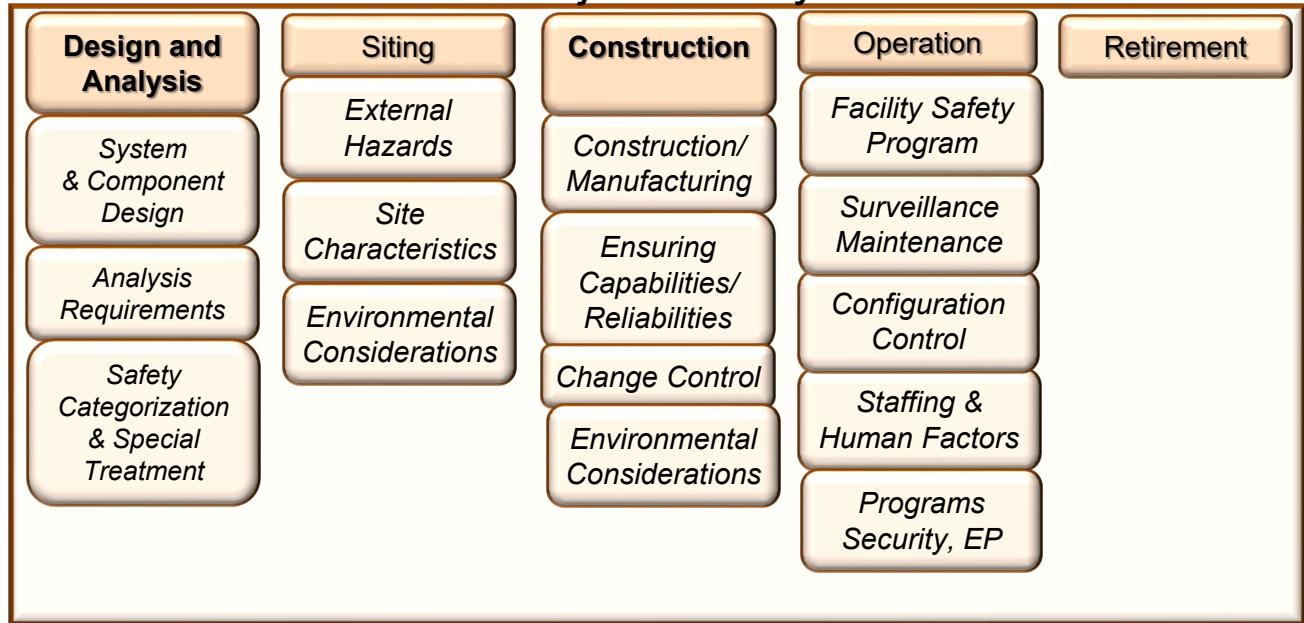 Design and
Analysis
System
& Component
Design
Analysis
Requirements
Safety
Categorization
& Special
Treatment
Siting
External
Hazards
Site
Characteristics
Environmental
Considerations
Construction
Construction/
Manufacturing
Ensuring
Capabilities/
Reliabilities
Change Control
Environmental
Considerations
Operation
Facility Safety
Program
Surveillance
Maintenance
Configuration
Control
Staffing &
Human Factors
Programs
Security, EP
Retirement